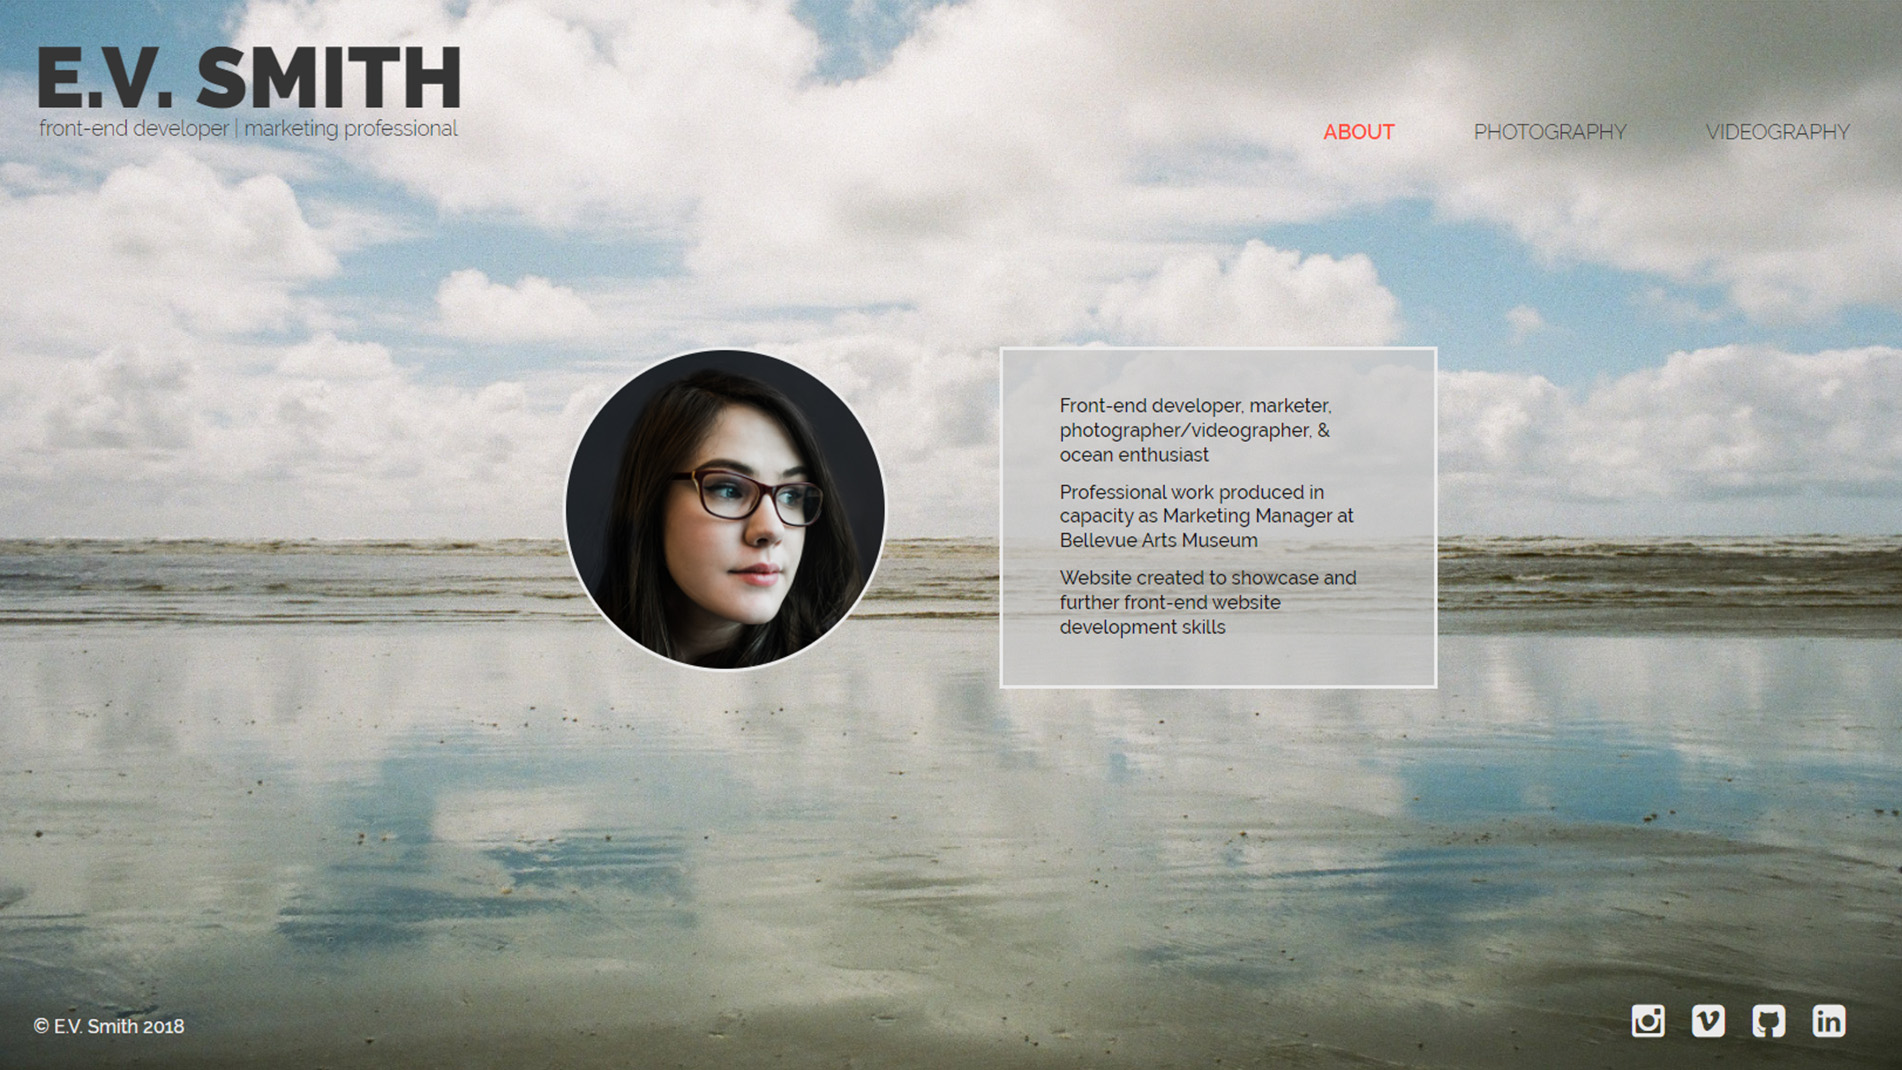 E.V. SMITH
front-end developer | marketing professional
ABOUT
PHOTOGRAPHY
VIDEOGRAPHY
Front-end developer, marketer,
photographer/videographer, &
ocean enthusiast
Professional work produced in
capacity as Marketing Manager at
Bellevue Arts Museum
Website created to showcase and
further front-end website
development skills
© E.V. Smith 2018
in